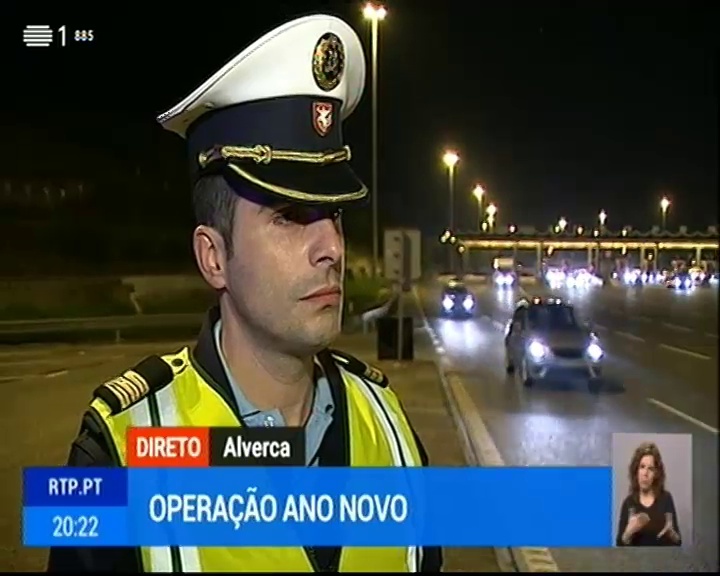 1 885
DIRETO Alverca
RTP.PT
OPERAÇÃO ANO NOVO
20:22